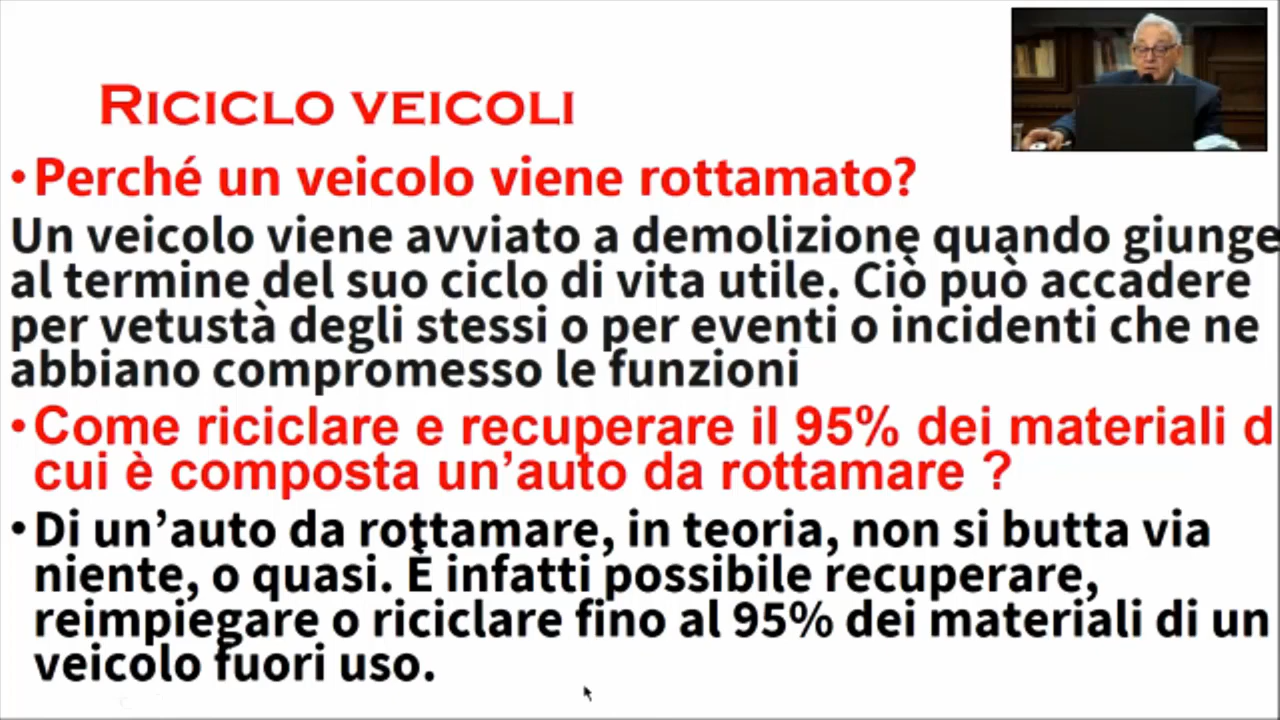 RICICLO VEICOLI
•Perché un veicolo viene rottamato?
Un veicolo viene avviato a demolizione quando giunge
al termine del suo ciclo di vita utile. Ciò può accadere
per vetustà degli stessi o per eventi o incidenti che ne
abbiano compromesso le funzioni
•Come riciclare e recuperare il 95% dei materiali d
cui è composta un’auto da rottamare ?
•Di un’auto da rottamare, in teoria, non si butta via
niente, o quasi. È infatti possibile recuperare,
reimpiegare o riciclare fino al 95% dei materiali di un
veicolo fuori uso.